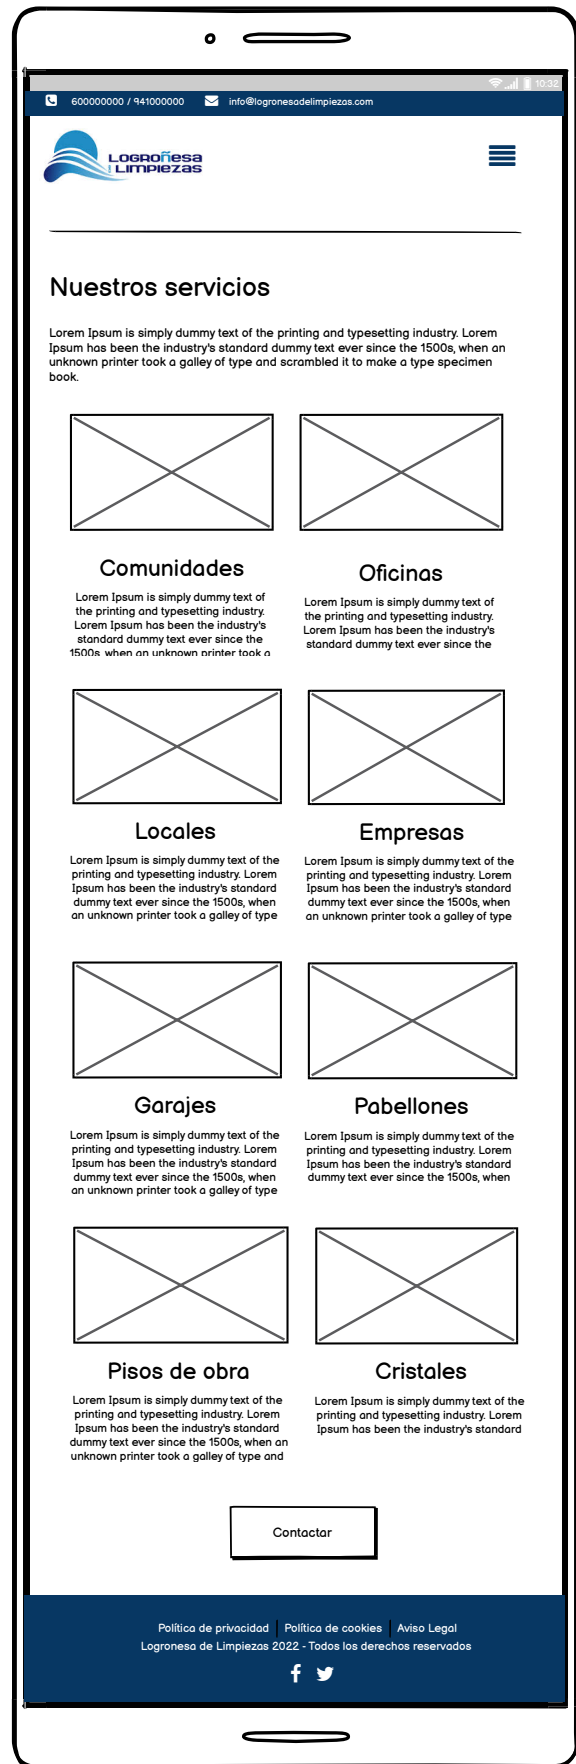 10:32
600000000 / 941000000 info@logronesadelimpiezas.com
LOGROÑESA
LIMPIEZAS
Nuestros servicios
Lorem Ipsum is simply dummy text of the printing and typesetting industry. Lorem
Ipsum has been the industry's standard dummy text ever since the 1500s, when an
unknown printer took a galley of type and scrambled it to make a type specimen
book.
Comunidades
Lorem Ipsum is simply dummy text of
the printing and typesetting industry.
Lorem Ipsum has been the industry's
standard dummy text ever since the
1500s, when an unknown printer took a
Oficinas
Lorem Ipsum is simply dummy text of
the printing and typesetting industry.
Lorem Ipsum has been the industry's
standard dummy text ever since the
Locales
Lorem Ipsum is simply dummy text of the
printing and typesetting industry. Lorem
Ipsum has been the industry's standard
dummy text ever since the 1500s, when
an unknown printer took a galley of type
Empresas
Lorem Ipsum is simply dummy text of the
printing and typesetting industry. Lorem
Ipsum has been the industry's standard
dummy text ever since the 1500s, when
an unknown printer took a galley of type
Garajes
Lorem Ipsum is simply dummy text of the
printing and typesetting industry. Lorem
Ipsum has been the industry's standard
dummy text ever since the 1500s, when
an unknown printer took a galley of type
Pabellones
Lorem Ipsum is simply dummy text of the
printing and typesetting industry. Lorem
Ipsum has been the industry's standard
dummy text ever since the 1500s, when
Pisos de obra
Lorem Ipsum is simply dummy text of the
printing and typesetting industry. Lorem
Ipsum has been the industry's standard
dummy text ever since the 1500s, when an
unknown printer took a galley of type and
Cristales
Lorem Ipsum is simply dummy text of the
printing and typesetting industry. Lorem
Ipsum has been the industry's standard
Contactar
Política de privacidad Política de cookies Aviso Legal
Logronesa de Limpiezas 2022 - Todos los derechos reservados